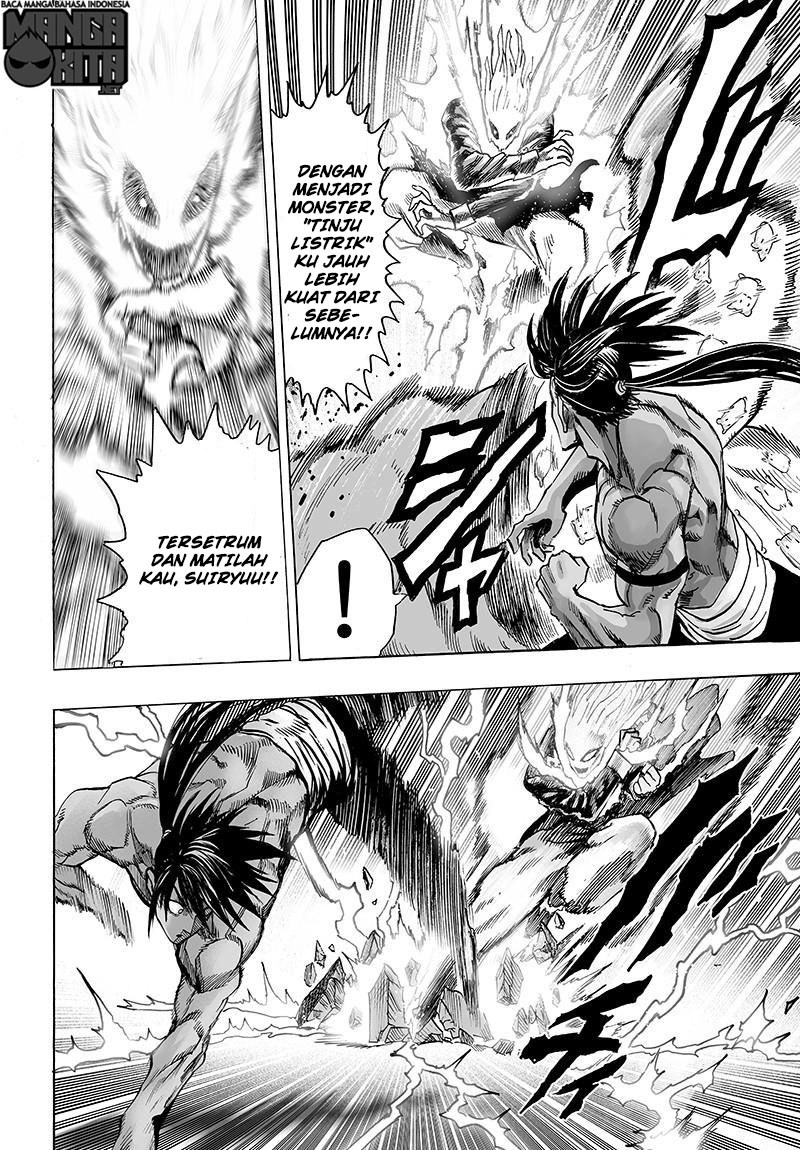 BACA MANGA BAHASA INDONESIA
MANGA
KITA
.NET
DENGAN
MENJADI
MONSTER,
"TINJU
LISTRIK"
KU JAUH
LEBIH
KUAT DARI
SEBE-
LUMNYA!!
!
TERSETRUM
DAN MATILAH
KAU, SUIRYUU!!